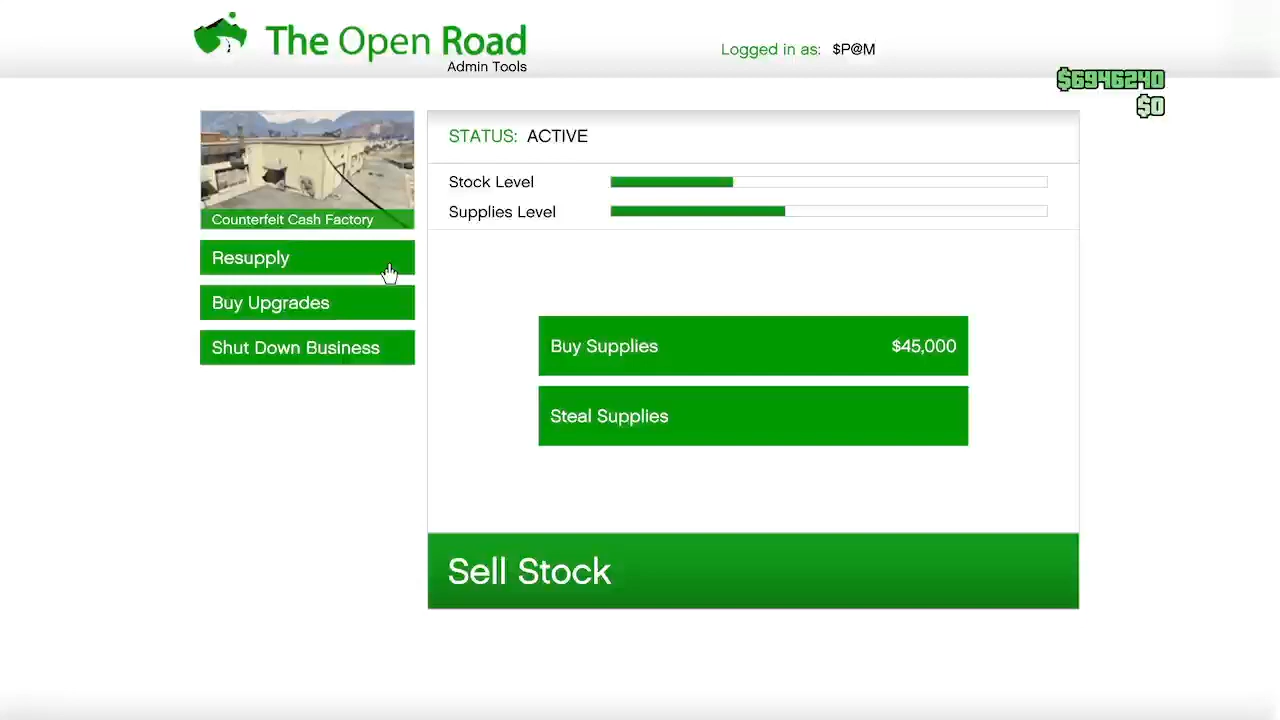 The Open Road
Admin Tools
Logged in as: $P@M
$6946240
$0
Counterfeit Cash Factory
Resupply
Buy Upgrades
Shut Down Business
STATUS: ACTIVE
Stock Level
Supplies Level
Buy Supplies $45,000
Steal Supplies
Sell Stock